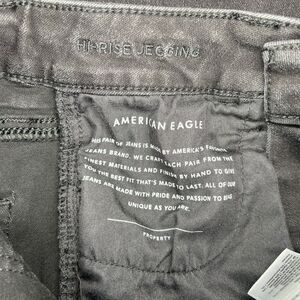 HI-RISE JEGGING
AMERICAN EAGLE
THIS PAIR OF JEANS IS MADE BY AMERICA'S FAVORITE
JEANS BRAND. WE CRAFT EACH PAIR FROM THE
FINEST MATERIALS AND FINISH BY HAND TO GIVE
YOU THE BEST FIT THAT'S MADE TO LAST. ALL OF OUR
JEANS ARE MADE WITH PRIDE AND PASSION TO BE AS
UNIQUE AS YOU ARE.
PROPERTY